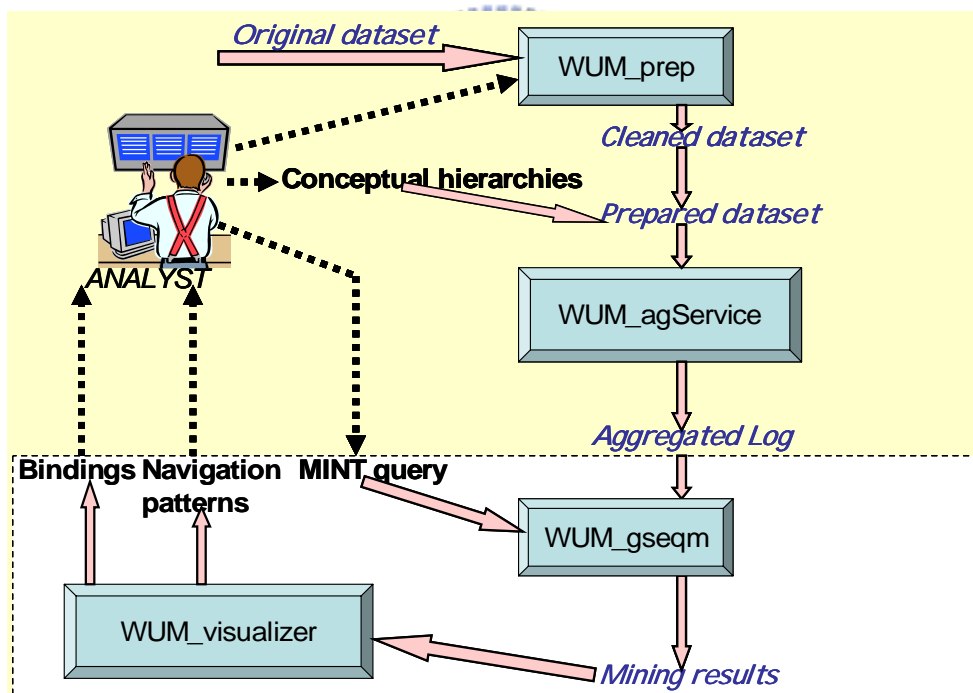 Original dataset
WUM_prep
Cleaned dataset
Conceptual hierarchies
Prepared dataset
ANALYST
WUM_agService
Aggregated Log
Bindings
Navigation
patterns
MINT query
WUM_gseqm
WUM_visualizer
Mining results